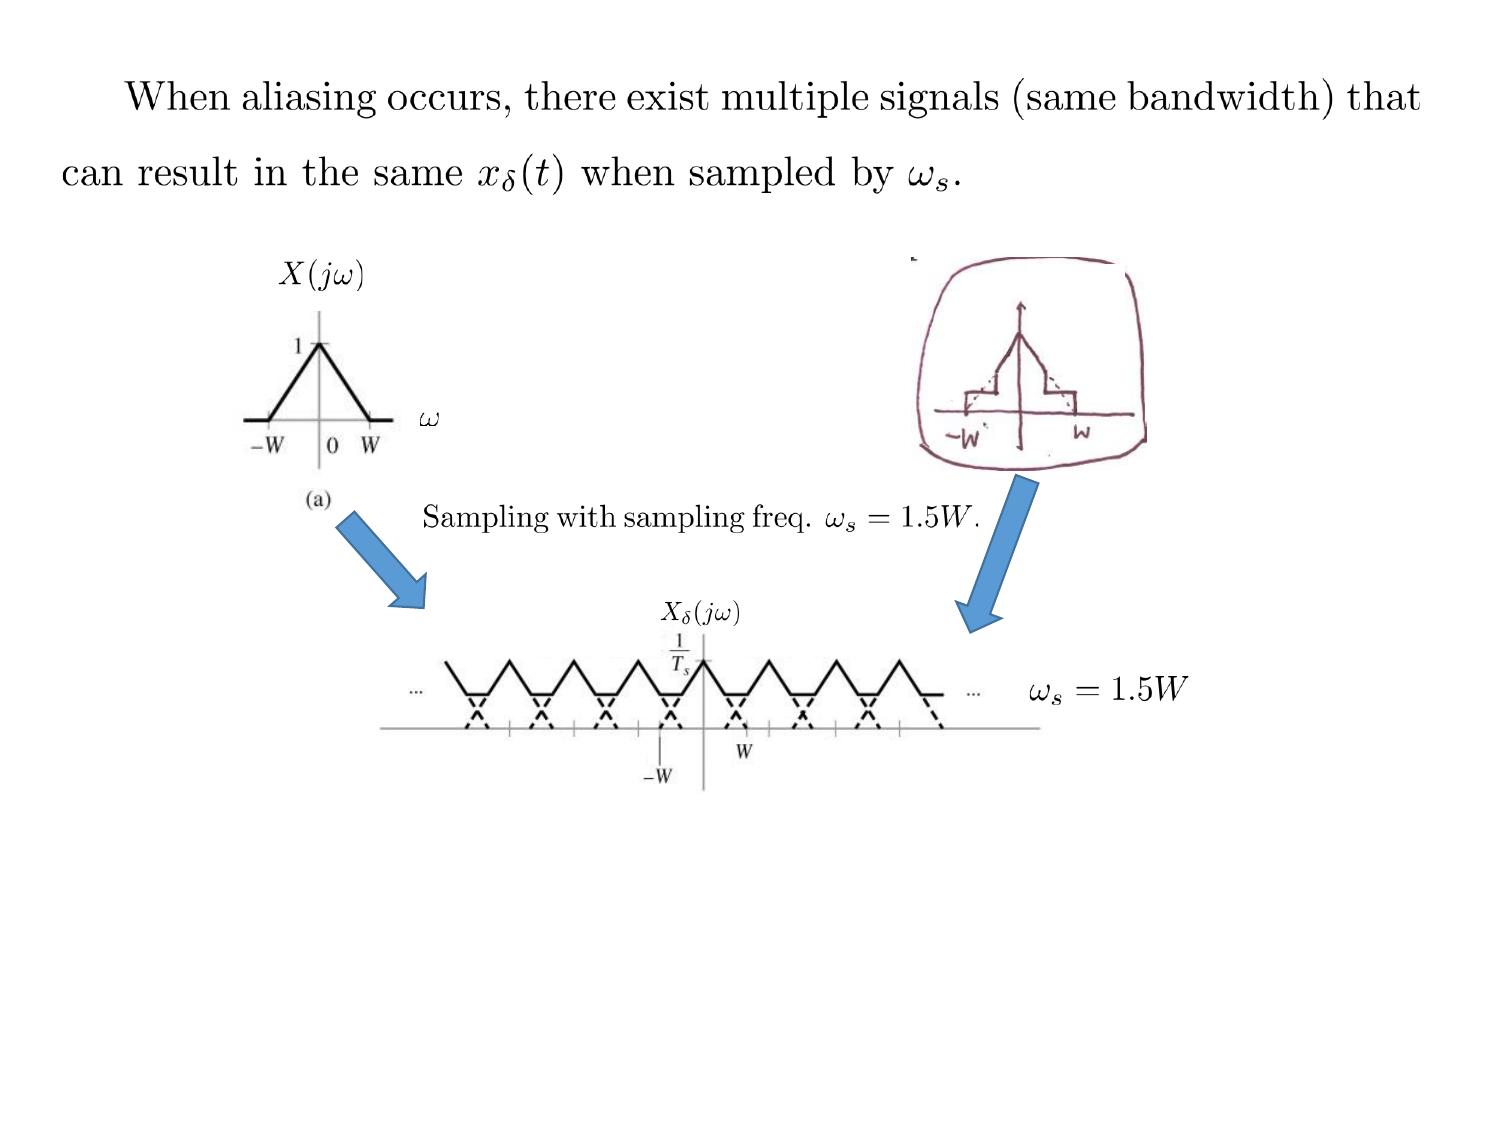 When aliasing occurs, there exist multiple signals (same bandwidth) that
can result in the same $x_\delta(t)$ when sampled by $\omega_s$.
$X(j\omega)$
1
ω
−W 0 W
(a)
−W W
Sampling with sampling freq. $\omega_s = 1.5W$.
$X_\delta(j\omega)$
$\frac{1}{T_s}$
... ...
$\omega_s = 1.5W$
W
−W